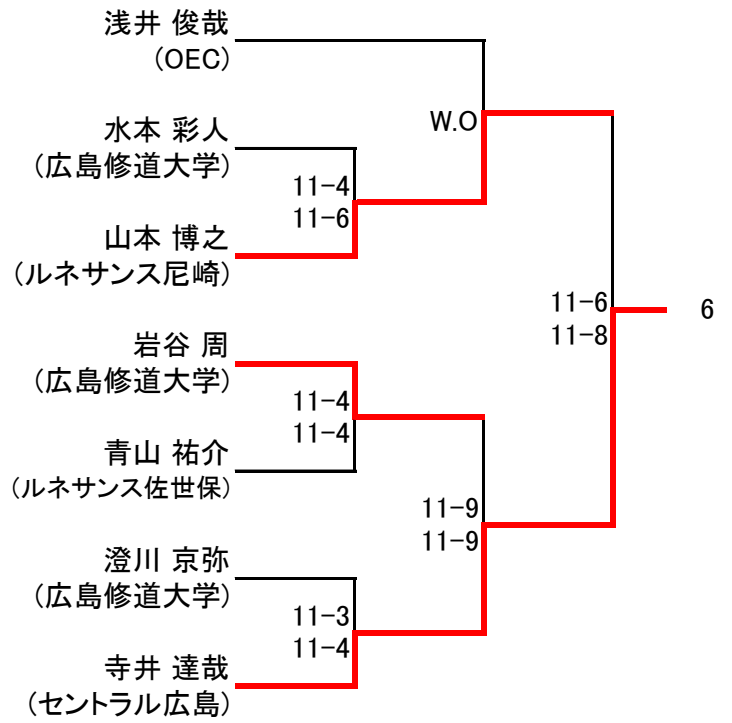 浅井 俊哉
(OEC)
W.O
水本 彩人
(広島修道大学)
11-4
11-6
山本 博之
(ルネサンス尼崎)
11-6
11-8
6
岩谷 周
(広島修道大学)
11-4
11-4
青山 祐介
(ルネサンス佐世保)
11-9
11-9
澄川 京弥
(広島修道大学)
11-3
11-4
寺井 達哉
(セントラル広島)